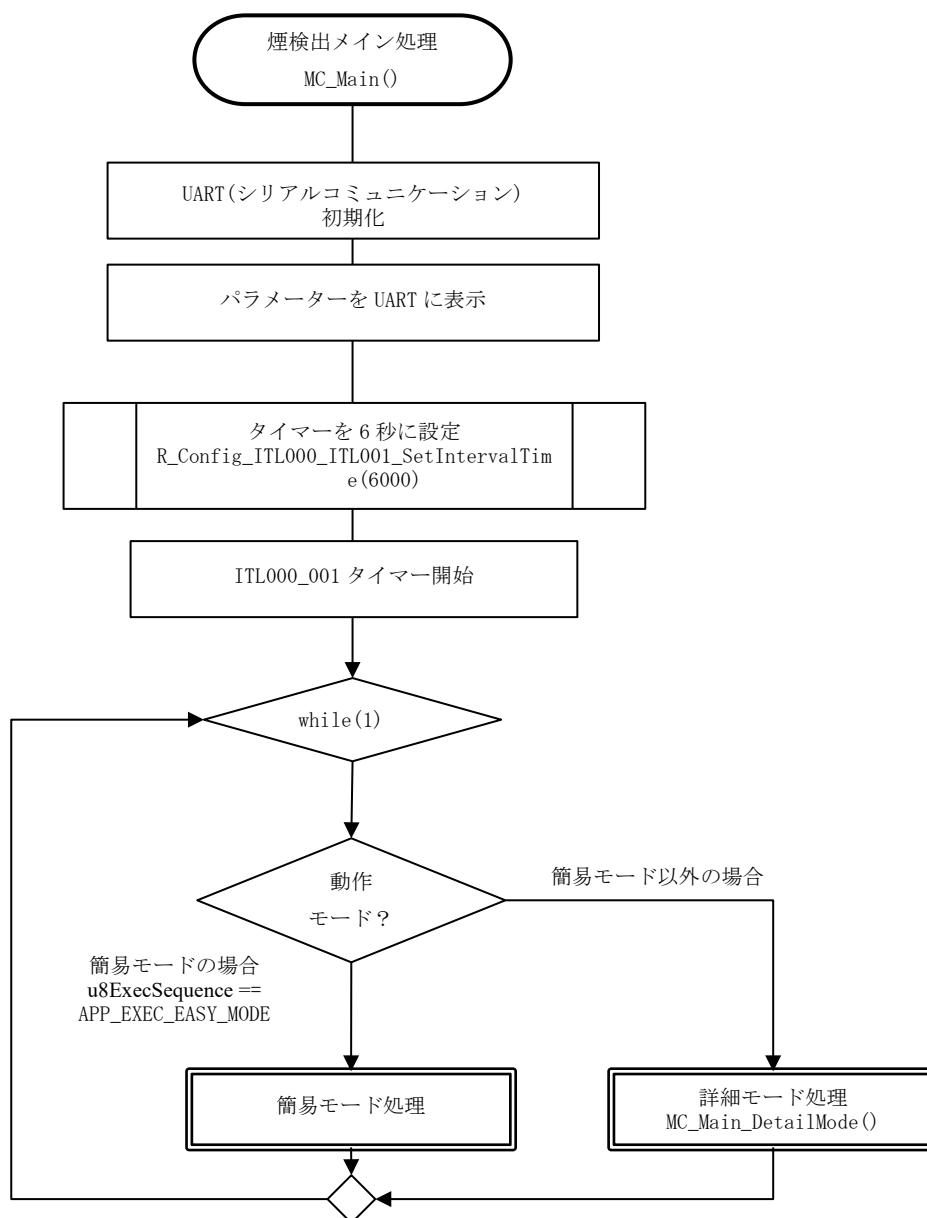 煙検出メイン処理
MC_Main()
UART(シリアルコミュニケーション)
初期化
パラメーターを UART に表示
タイマーを 6 秒に設定
R_Config_ITL000_ITL001_SetIntervalTim
e(6000)
ITL000_001 タイマー開始
while(1)
動作
モード？
簡易モード以外の場合
簡易モードの場合
u8ExecSequence ==
APP_EXEC_EASY_MODE
簡易モード処理
詳細モード処理
MC_Main_DetailMode()